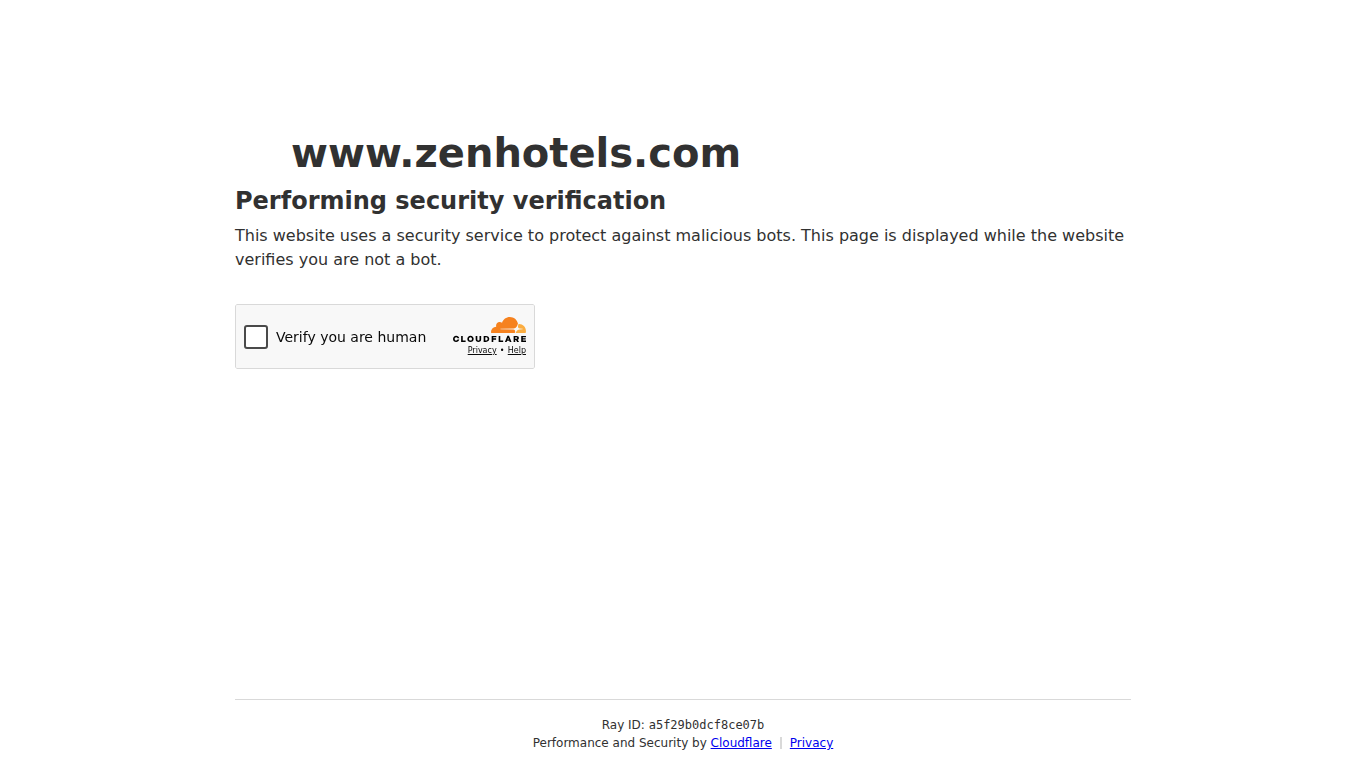 www.zenhotels.com
Performing security verification
This website uses a security service to protect against malicious bots. This page is displayed while the website
verifies you are not a bot.
Verify you are human
CLOUDFLARE
Privacy • Help
Ray ID: a5f29b0dcf8ce07b
Performance and Security by Cloudflare | Privacy